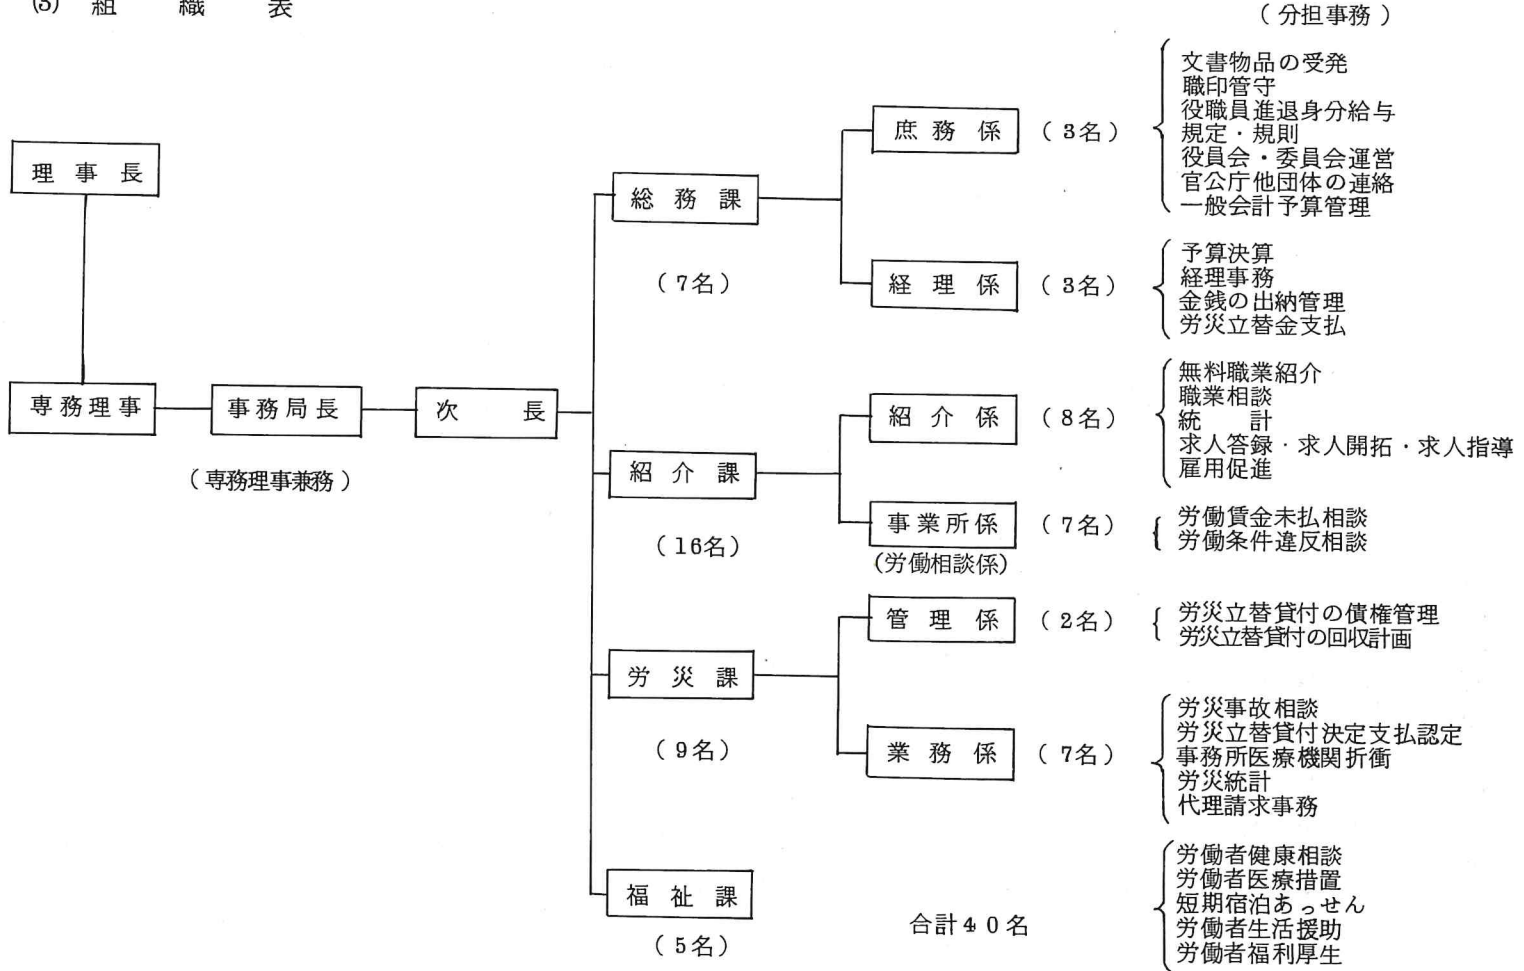 (3) 組織表
(分担事務)
理事長
専務理事
事務局長
(専務理事兼務)
次長
総務課
(7名)
庶務係 (3名)
文書物品の受発
職印管守
役職員進退身分給与
規定・規則
役員会・委員会運営
官公庁他団体の連絡
一般会計予算管理
経理係 (3名)
予算決算
経理事務
金銭の出納管理
労災立替金支払
紹介課
(16名)
紹介係 (8名)
無料職業紹介
職業相談
統計
求人答録・求人開拓・求人指導
雇用促進
事業所係 (7名)
(労働相談係)
労働賃金未払相談
労働条件違反相談
労災課
(9名)
管理係 (2名)
労災立替貸付の債権管理
労災立替貸付の回収計画
業務係 (7名)
労災事故相談
労災立替貸付決定支払認定
事務所医療機関折衝
労災統計
代理請求事務
福祉課
(5名)
労働者健康相談
労働者医療措置
短期宿泊あっせん
労働者生活援助
労働者福利厚生
合計40名